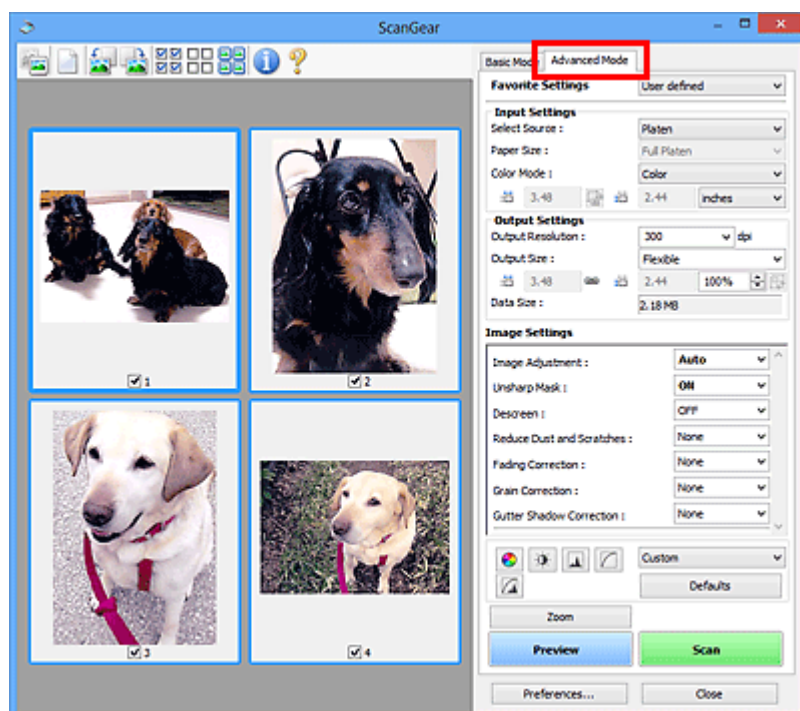 ScanGear
Basic Mode Advanced Mode
Favorite Settings User defined
Input Settings
Select Source : Platen
Paper Size : Full Platen
Color Mode : Color
3.48 2.44 inches
Output Settings
Output Resolution : 300 dpi
Output Size : Flexible
3.48 2.44 100%
Data Size : 2.18 MB
Image Settings
Image Adjustment : Auto
Unsharp Mask : ON
Descreen : OFF
Reduce Dust and Scratches : None
Fading Correction : None
Grain Correction : None
Gutter Shadow Correction : None
Custom
Defaults
Zoom
Preview Scan
Preferences... Close
1 2
3 4